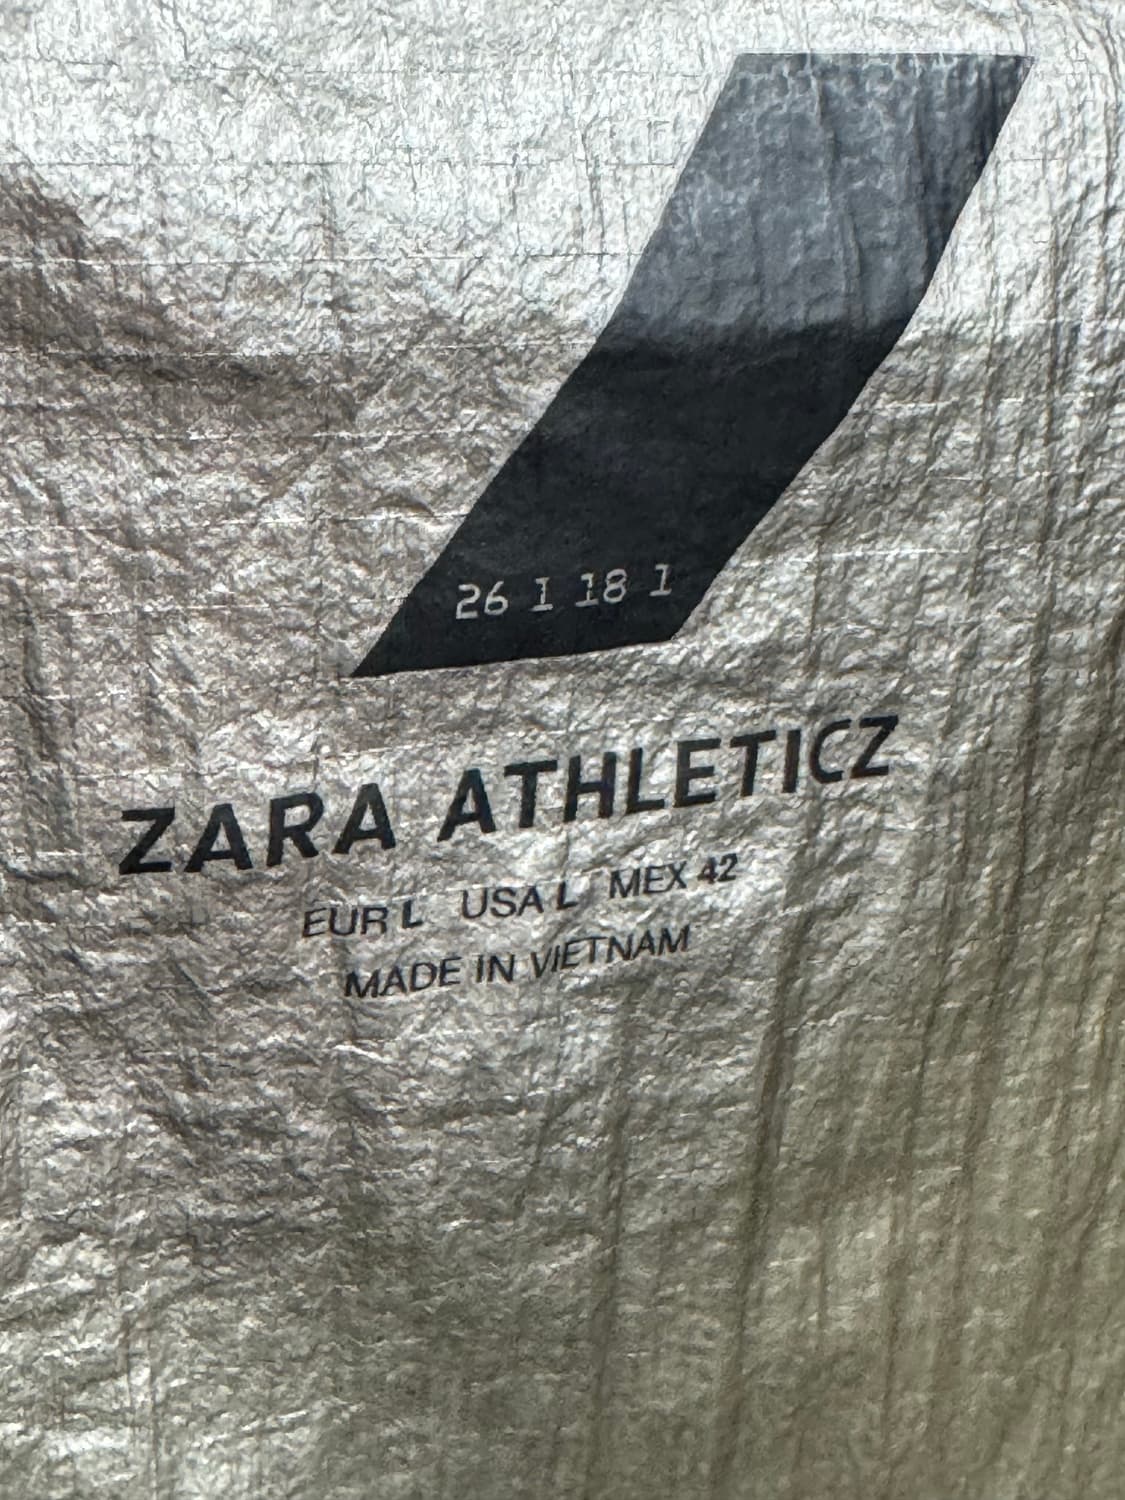 26 1 18 1
ZARA ATHLETICZ
EUR L USA L MEX 42
MADE IN VIETNAM